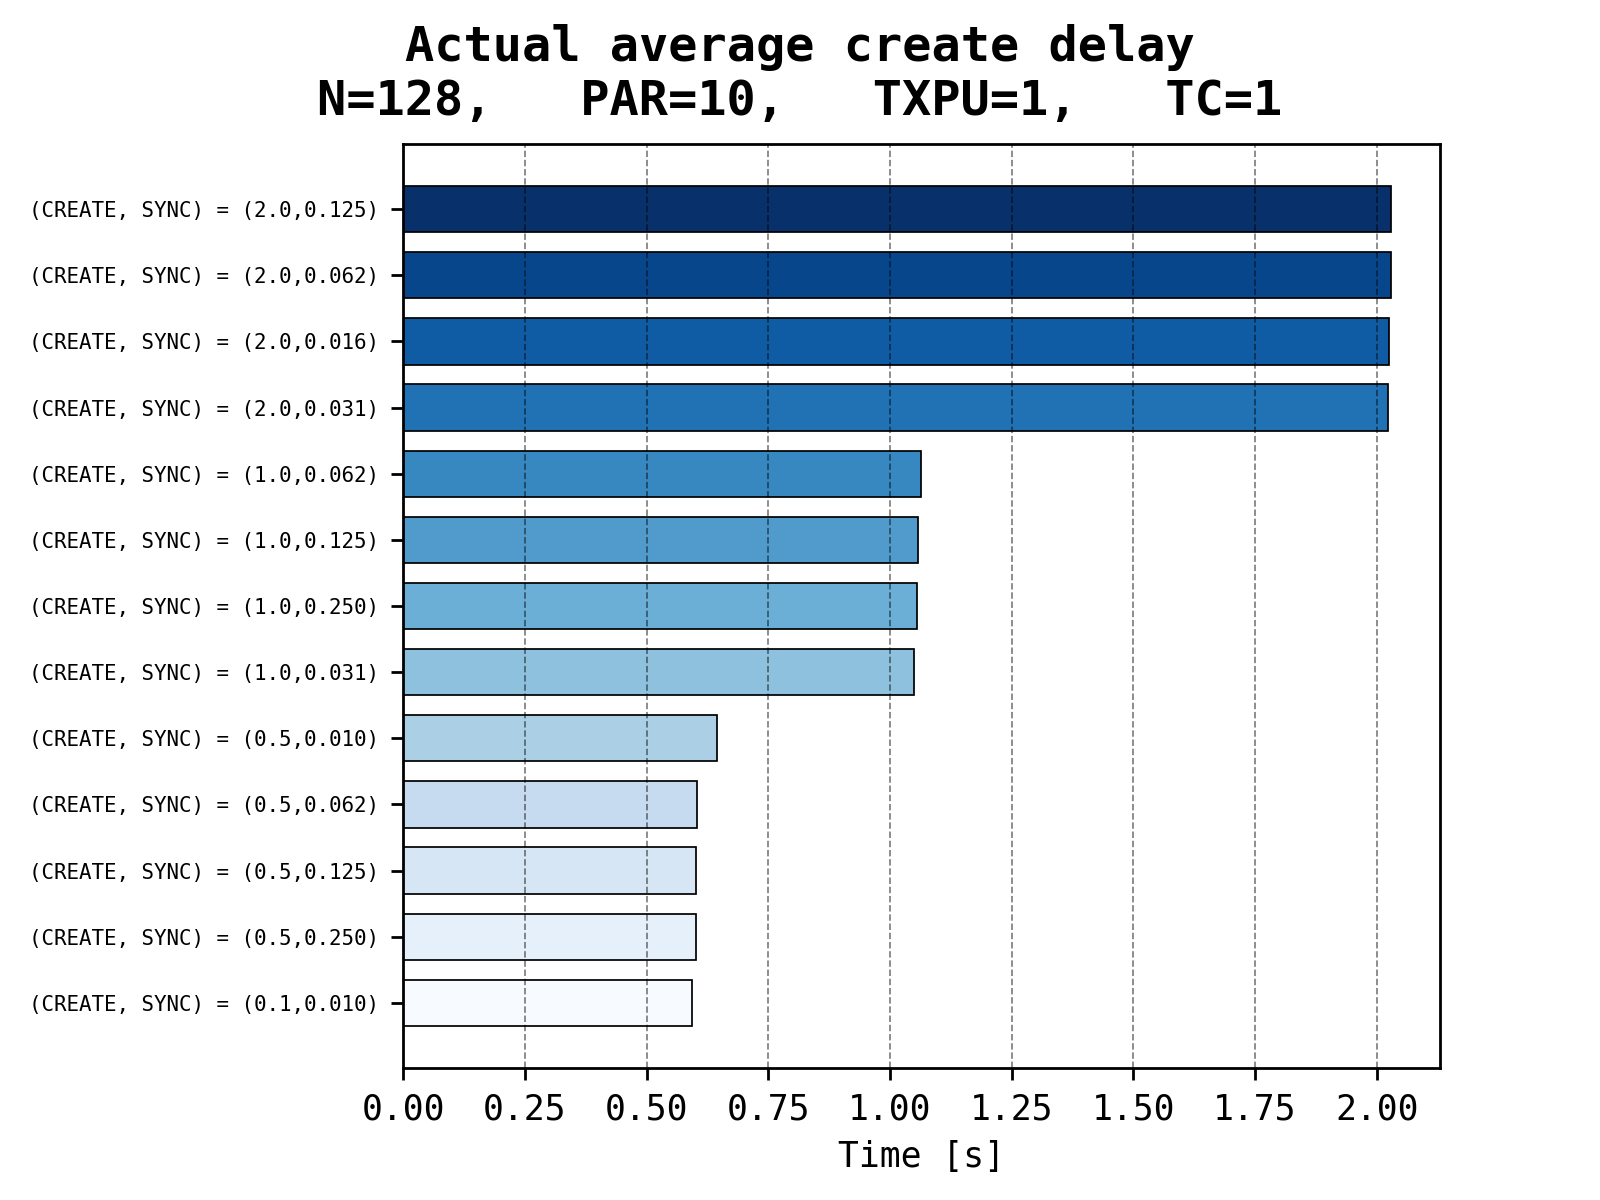 Actual average create delay
N=128,   PAR=10,   TXPU=1,   TC=1
(CREATE, SYNC) = (2.0,0.125)
(CREATE, SYNC) = (2.0,0.062)
(CREATE, SYNC) = (2.0,0.016)
(CREATE, SYNC) = (2.0,0.031)
(CREATE, SYNC) = (1.0,0.062)
(CREATE, SYNC) = (1.0,0.125)
(CREATE, SYNC) = (1.0,0.250)
(CREATE, SYNC) = (1.0,0.031)
(CREATE, SYNC) = (0.5,0.010)
(CREATE, SYNC) = (0.5,0.062)
(CREATE, SYNC) = (0.5,0.125)
(CREATE, SYNC) = (0.5,0.250)
(CREATE, SYNC) = (0.1,0.010)
0.00 0.25 0.50 0.75 1.00 1.25 1.50 1.75 2.00
Time [s]